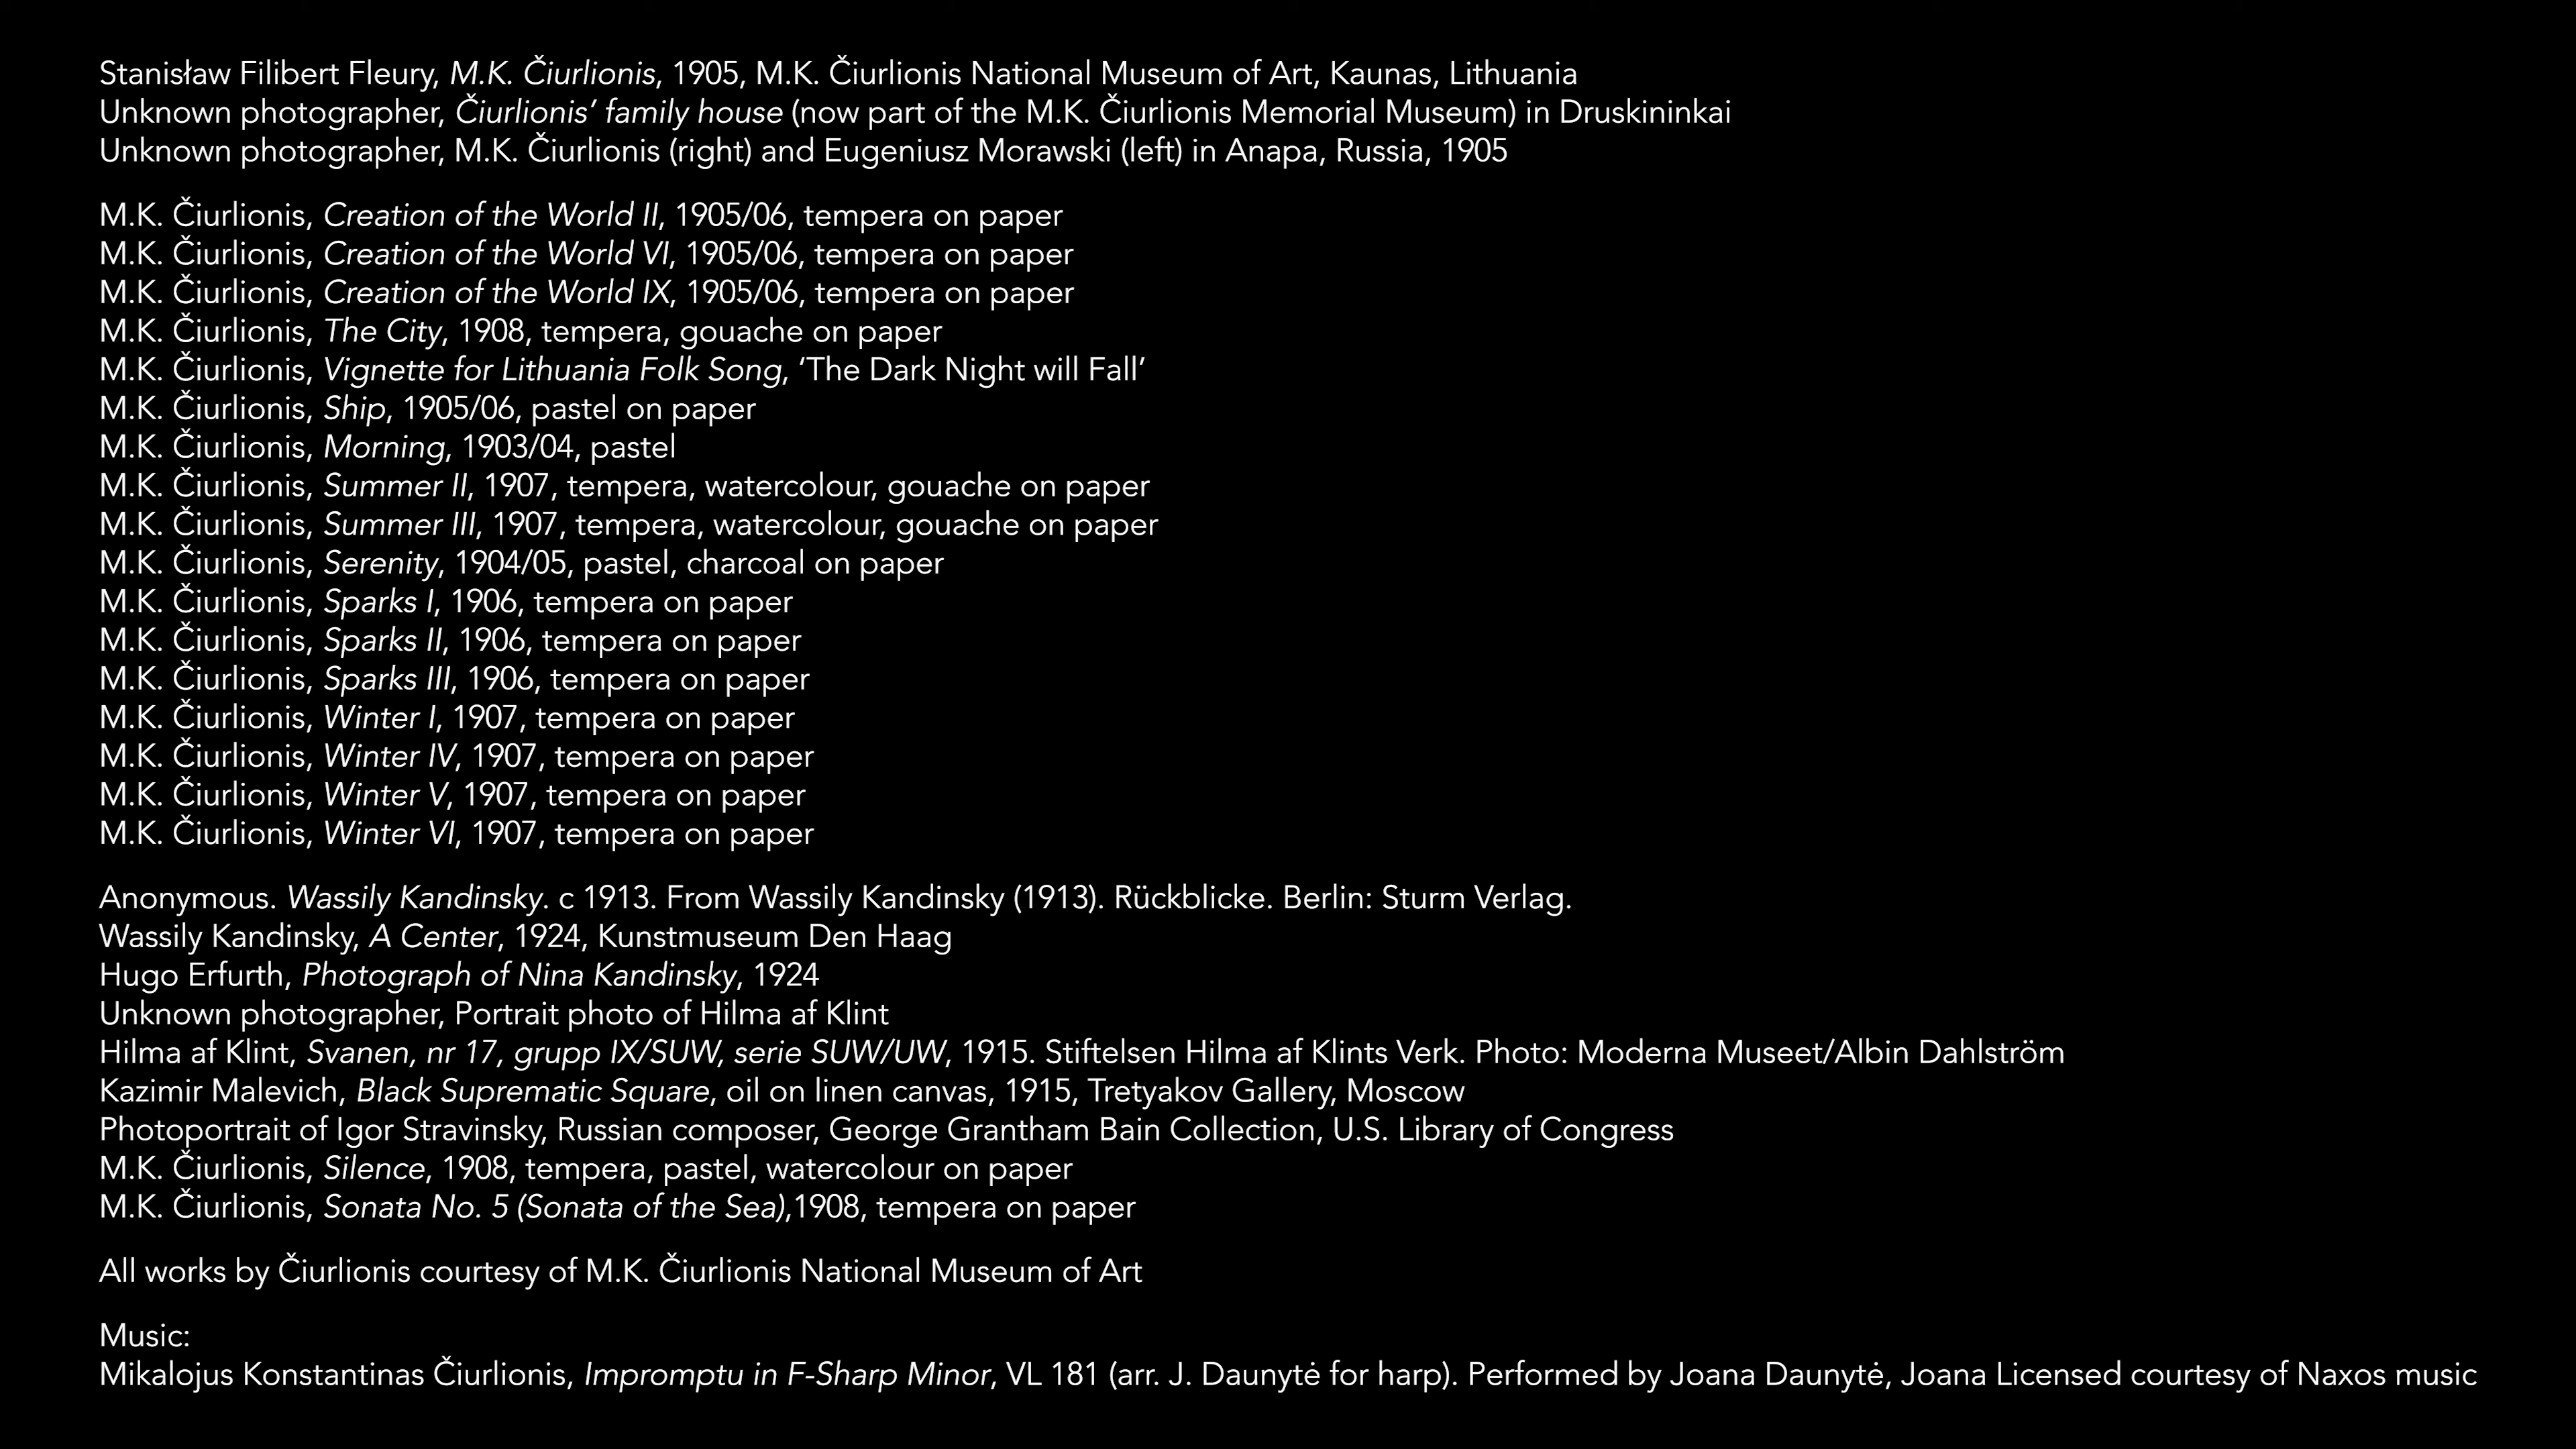 Stanisław Filibert Fleury, M.K. Čiurlionis, 1905, M.K. Čiurlionis National Museum of Art, Kaunas, Lithuania
Unknown photographer, Čiurlionis’ family house (now part of the M.K. Čiurlionis Memorial Museum) in Druskininkai
Unknown photographer, M.K. Čiurlionis (right) and Eugeniusz Morawski (left) in Anapa, Russia, 1905
M.K. Čiurlionis, Creation of the World II, 1905/06, tempera on paper
M.K. Čiurlionis, Creation of the World VI, 1905/06, tempera on paper
M.K. Čiurlionis, Creation of the World IX, 1905/06, tempera on paper
M.K. Čiurlionis, The City, 1908, tempera, gouache on paper
M.K. Čiurlionis, Vignette for Lithuania Folk Song, ‘The Dark Night will Fall’
M.K. Čiurlionis, Ship, 1905/06, pastel on paper
M.K. Čiurlionis, Morning, 1903/04, pastel
M.K. Čiurlionis, Summer II, 1907, tempera, watercolour, gouache on paper
M.K. Čiurlionis, Summer III, 1907, tempera, watercolour, gouache on paper
M.K. Čiurlionis, Serenity, 1904/05, pastel, charcoal on paper
M.K. Čiurlionis, Sparks I, 1906, tempera on paper
M.K. Čiurlionis, Sparks II, 1906, tempera on paper
M.K. Čiurlionis, Sparks III, 1906, tempera on paper
M.K. Čiurlionis, Winter I, 1907, tempera on paper
M.K. Čiurlionis, Winter IV, 1907, tempera on paper
M.K. Čiurlionis, Winter V, 1907, tempera on paper
M.K. Čiurlionis, Winter VI, 1907, tempera on paper
Anonymous. Wassily Kandinsky. c 1913. From Wassily Kandinsky (1913). Rückblicke. Berlin: Sturm Verlag.
Wassily Kandinsky, A Center, 1924, Kunstmuseum Den Haag
Hugo Erfurth, Photograph of Nina Kandinsky, 1924
Unknown photographer, Portrait photo of Hilma af Klint
Hilma af Klint, Svanen, nr 17, grupp IX/SUW, serie SUW/UW, 1915. Stiftelsen Hilma af Klints Verk. Photo: Moderna Museet/Albin Dahlström
Kazimir Malevich, Black Suprematic Square, oil on linen canvas, 1915, Tretyakov Gallery, Moscow
Photoportrait of Igor Stravinsky, Russian composer, George Grantham Bain Collection, U.S. Library of Congress
M.K. Čiurlionis, Silence, 1908, tempera, pastel, watercolour on paper
M.K. Čiurlionis, Sonata No. 5 (Sonata of the Sea),1908, tempera on paper
All works by Čiurlionis courtesy of M.K. Čiurlionis National Museum of Art
Music:
Mikalojus Konstantinas Čiurlionis, Impromptu in F-Sharp Minor, VL 181 (arr. J. Daunytė for harp). Performed by Joana Daunytė, Joana Licensed courtesy of Naxos music